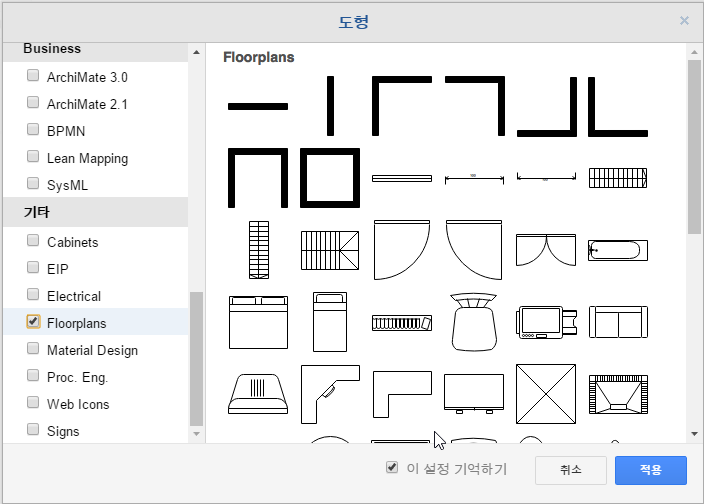 도형
Business
ArchiMate 3.0
ArchiMate 2.1
BPMN
Lean Mapping
SysML
기타
Cabinets
EIP
Electrical
Floorplans
Material Design
Proc. Eng.
Web Icons
Signs
Floorplans
이 설정 기억하기
취소
적용